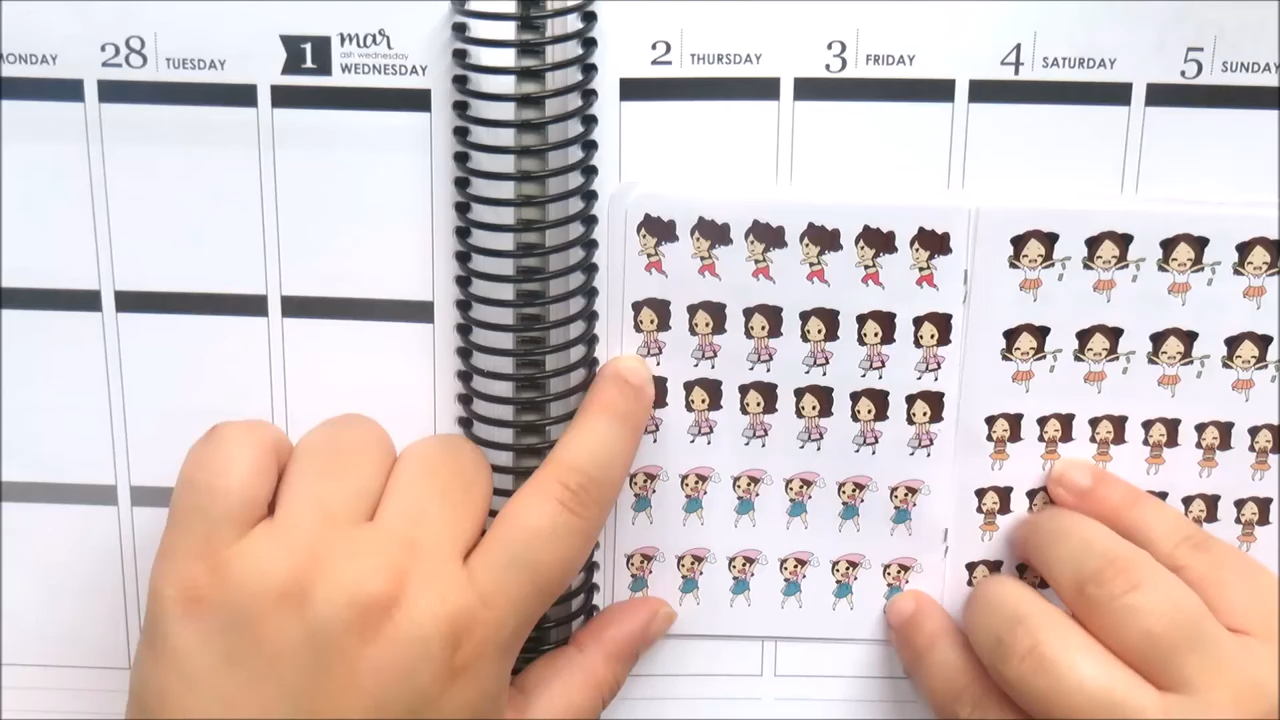 MONDAY
28 TUESDAY
1 mar
ash wednesday
WEDNESDAY
2 THURSDAY
3 FRIDAY
4 SATURDAY
5 SUNDAY